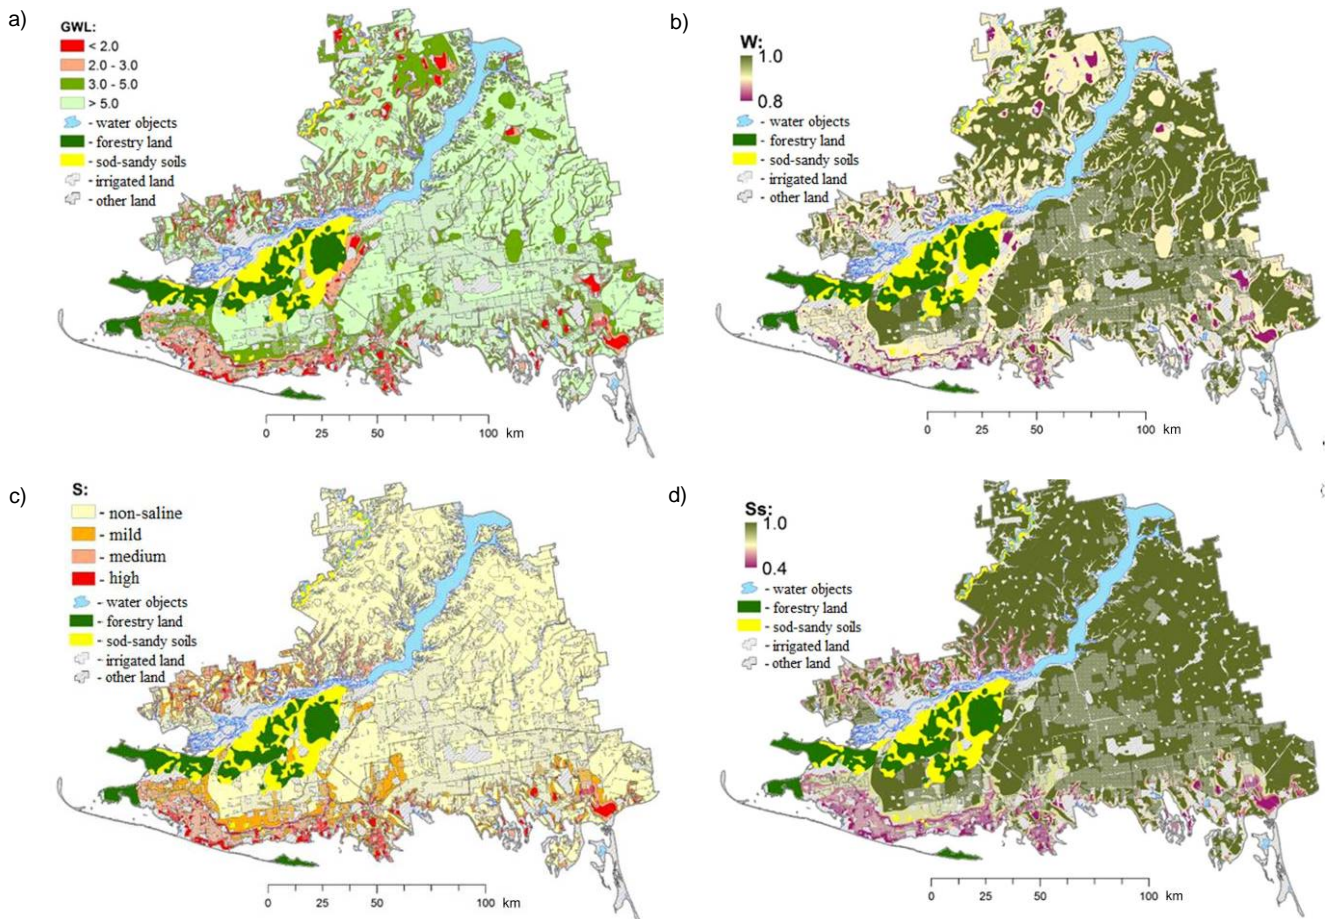 a)
GWL:
< 2.0
2.0 - 3.0
3.0 - 5.0
> 5.0
- water objects
- forestry land
- sod-sandy soils
- irrigated land
- other land
0 25 50 100 km
b)
W:
1.0
0.8
- water objects
- forestry land
- sod-sandy soils
- irrigated land
- other land
0 25 50 100 km
c)
S:
- non-saline
- mild
- medium
- high
- water objects
- forestry land
- sod-sandy soils
- irrigated land
- other land
0 25 50 100 km
d)
Ss:
1.0
0.4
- water objects
- forestry land
- sod-sandy soils
- irrigated land
- other land
0 25 50 100 km